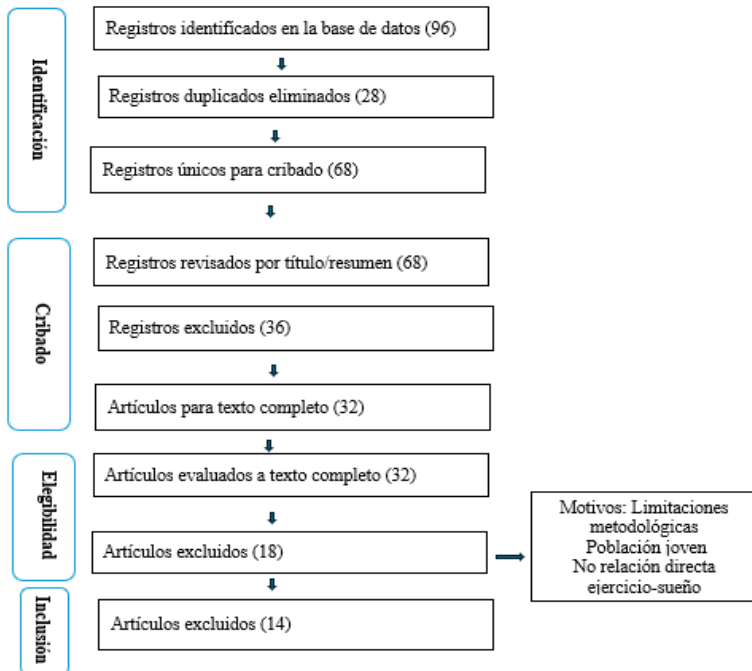 Identificación
Registros identificados en la base de datos (96)
Registros duplicados eliminados (28)
Registros únicos para cribado (68)
Cribado
Registros revisados por título/resumen (68)
Registros excluidos (36)
Artículos para texto completo (32)
Elegibilidad
Artículos evaluados a texto completo (32)
Artículos excluidos (18)
Motivos: Limitaciones
metodológicas
Población joven
No relación directa
ejercicio-sueño
Inclusión
Artículos excluidos (14)